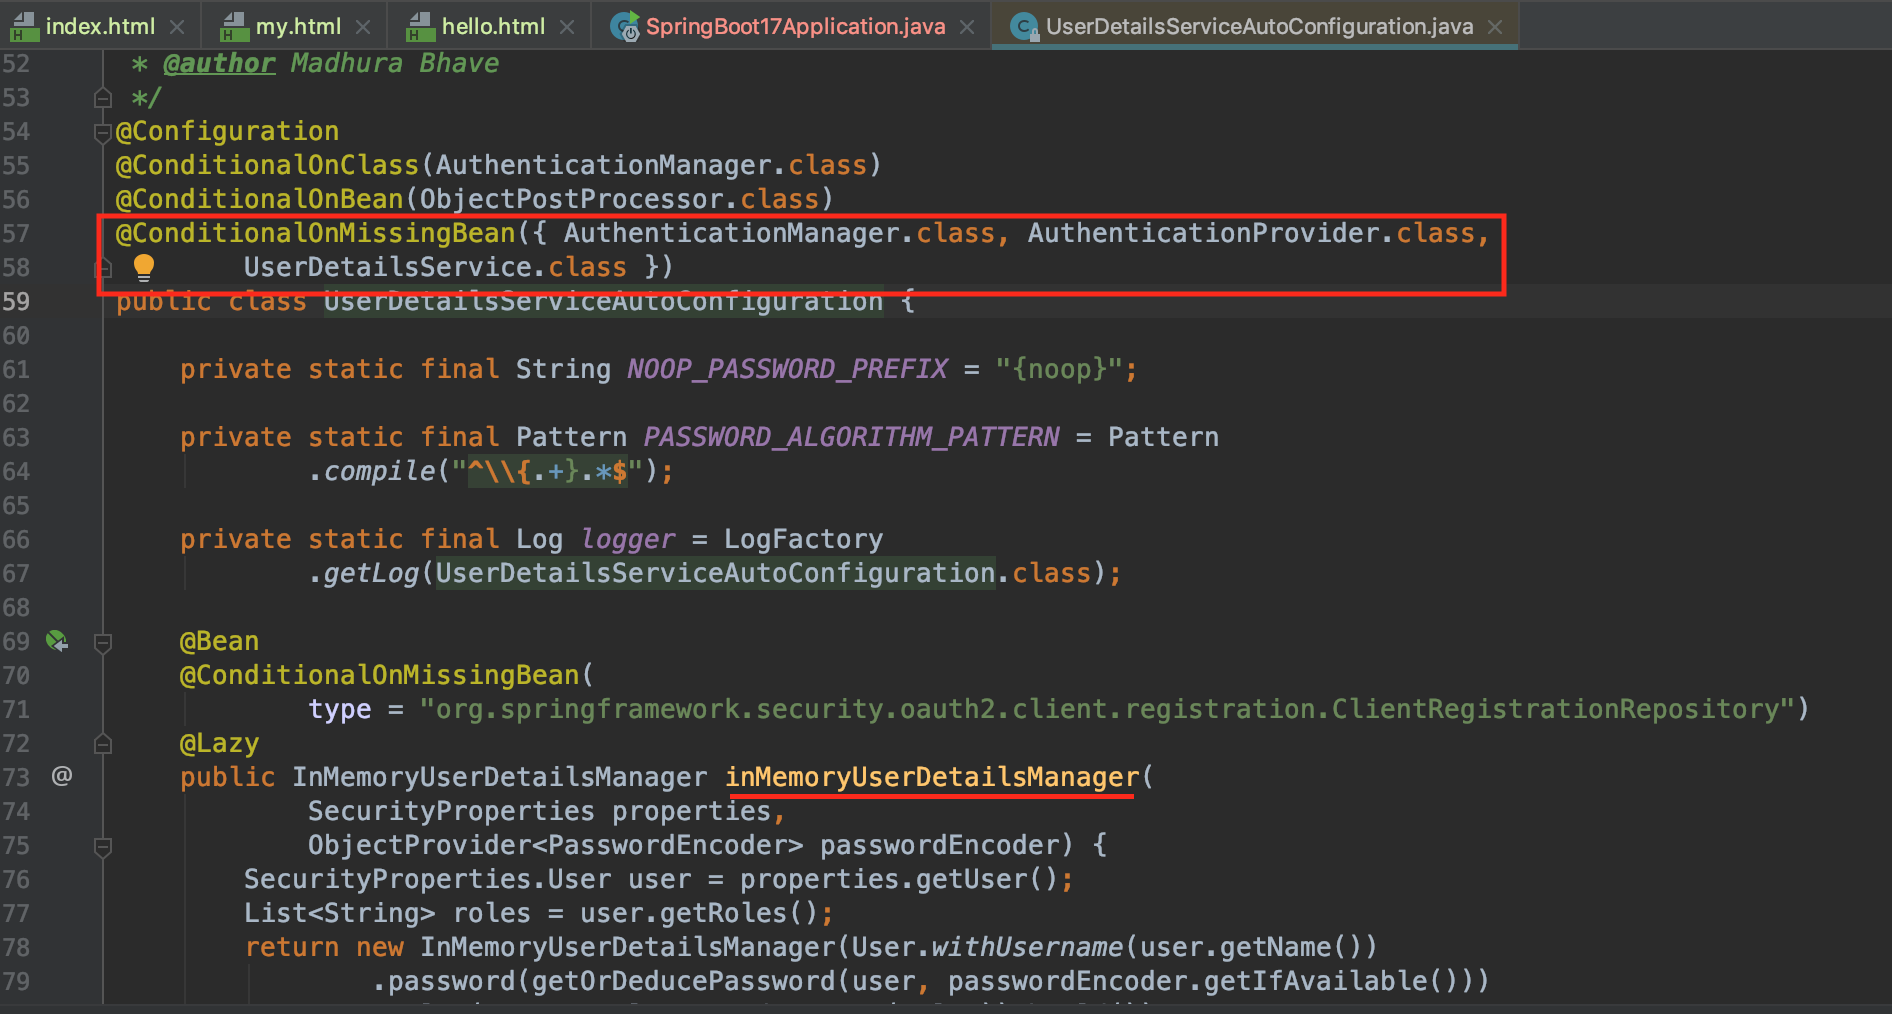 index.html
my.html
hello.html
SpringBoot17Application.java
UserDetailsServiceAutoConfiguration.java
52 * @author Madhura Bhave
53 */
54 @Configuration
55 @ConditionalOnClass(AuthenticationManager.class)
56 @ConditionalOnBean(ObjectPostProcessor.class)
57 @ConditionalOnMissingBean({ AuthenticationManager.class, AuthenticationProvider.class,
58 UserDetailsService.class })
59 public class UserDetailsServiceAutoConfiguration {
60
61 private static final String NOOP_PASSWORD_PREFIX = "{noop}";
62
63 private static final Pattern PASSWORD_ALGORITHM_PATTERN = Pattern
64 .compile("^\\{.+}.*$");
65
66 private static final Log logger = LogFactory
67 .getLog(UserDetailsServiceAutoConfiguration.class);
68
69 @Bean
70 @ConditionalOnMissingBean(
71 type = "org.springframework.security.oauth2.client.registration.ClientRegistrationRepository")
72 @Lazy
73 @ public InMemoryUserDetailsManager inMemoryUserDetailsManager(
74 SecurityProperties properties,
75 ObjectProvider<PasswordEncoder> passwordEncoder) {
76 SecurityProperties.User user = properties.getUser();
77 List<String> roles = user.getRoles();
78 return new InMemoryUserDetailsManager(User.withUsername(user.getName())
79 .password(getOrDeducePassword(user, passwordEncoder.getIfAvailable()))